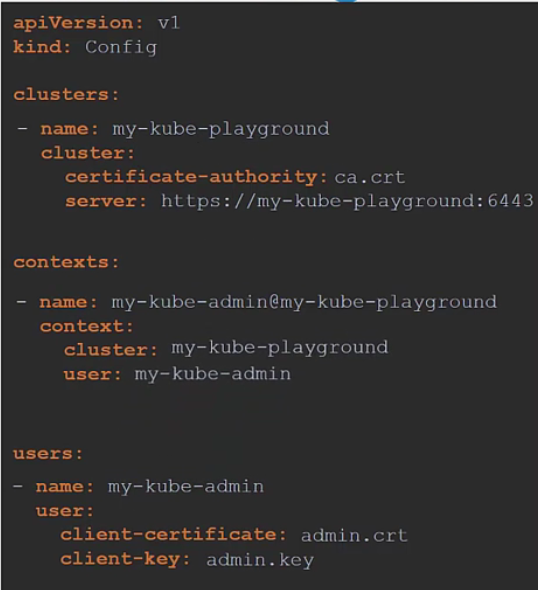 apiVersion: v1
kind: Config
clusters:
- name: my-kube-playground
cluster:
certificate-authority: ca.crt
server: https://my-kube-playground:6443
contexts:
- name: my-kube-admin@my-kube-playground
context:
cluster: my-kube-playground
user: my-kube-admin
users:
- name: my-kube-admin
user:
client-certificate: admin.crt
client-key: admin.key